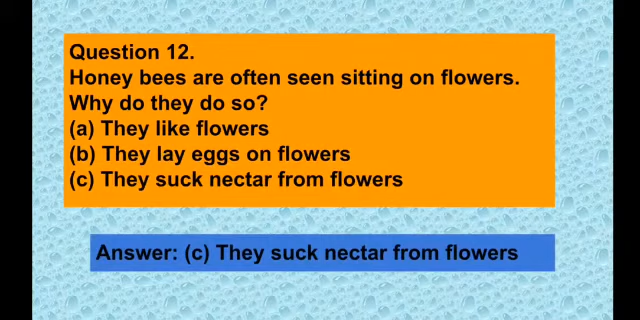 Question 12.
Honey bees are often seen sitting on flowers.
Why do they do so?
(a) They like flowers
(b) They lay eggs on flowers
(c) They suck nectar from flowers
Answer: (c) They suck nectar from flowers